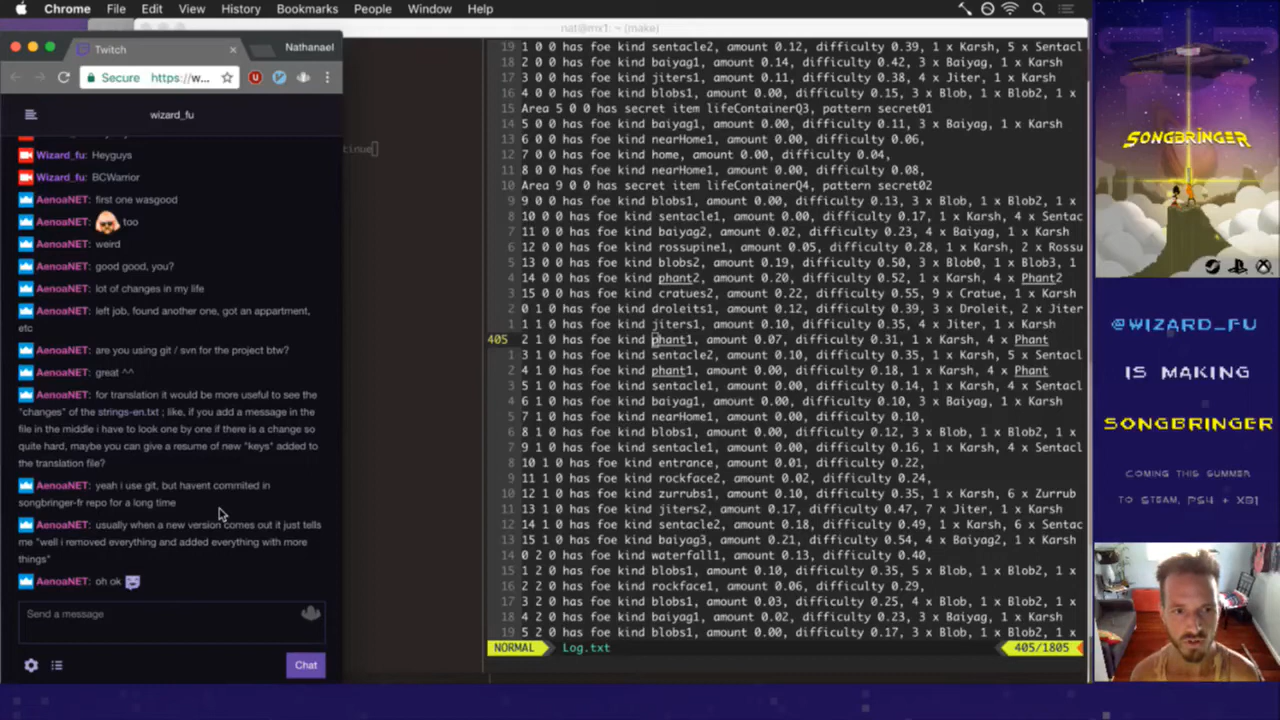 Chrome File Edit View History Bookmarks People Window Help
nat@mx1: ~ (make)
Twitch
Nathanael
Secure https://w...
wizard_fu
Wizard_fu: Heyguys
Wizard_fu: BCWarrior
AenoaNET: first one wasgood
AenoaNET: too
AenoaNET: weird
AenoaNET: good good, you?
AenoaNET: lot of changes in my life
AenoaNET: left job, found another one, got an appartment,
etc
AenoaNET: are you using git / svn for the project btw?
AenoaNET: great ^^
AenoaNET: for translation it would be more useful to see the
"changes" of the strings-en.txt ; like, if you add a message in the
file in the middle i have to look one by one if there is a change so
quite hard, maybe you can give a resume of new "keys" added to
the translation file?
AenoaNET: yeah i use git, but havent commited in
songbringer-fr repo for a long time
AenoaNET: usually when a new version comes out it just tells
me "well i removed everything and added everything with more
things"
AenoaNET: oh ok
Send a message
Chat
tinue
19 1 0 0 has foe kind sentacle2, amount 0.12, difficulty 0.39, 1 x Karsh, 5 x Sentacl
18 2 0 0 has foe kind baiyag1, amount 0.14, difficulty 0.42, 3 x Baiyag, 1 x Karsh
17 3 0 0 has foe kind jiters1, amount 0.11, difficulty 0.38, 4 x Jiter, 1 x Karsh
16 4 0 0 has foe kind blobs1, amount 0.00, difficulty 0.15, 3 x Blob, 1 x Blob2, 1 x
15 Area 5 0 0 has secret item lifeContainerQ3, pattern secret01
14 5 0 0 has foe kind baiyag1, amount 0.00, difficulty 0.11, 3 x Baiyag, 1 x Karsh
13 6 0 0 has foe kind nearHome1, amount 0.00, difficulty 0.06,
12 7 0 0 has foe kind home, amount 0.00, difficulty 0.04,
11 8 0 0 has foe kind nearHome1, amount 0.00, difficulty 0.08,
10 Area 9 0 0 has secret item lifeContainerQ4, pattern secret02
9 9 0 0 has foe kind blobs1, amount 0.00, difficulty 0.13, 3 x Blob, 1 x Blob2, 1 x
8 10 0 0 has foe kind sentacle1, amount 0.00, difficulty 0.17, 1 x Karsh, 4 x Sentac
7 11 0 0 has foe kind baiyag2, amount 0.02, difficulty 0.23, 4 x Baiyag, 1 x Karsh
6 12 0 0 has foe kind rossupine1, amount 0.05, difficulty 0.28, 1 x Karsh, 2 x Rossu
5 13 0 0 has foe kind blobs2, amount 0.19, difficulty 0.50, 3 x Blob0, 1 x Blob3, 1
4 14 0 0 has foe kind phant2, amount 0.20, difficulty 0.52, 1 x Karsh, 4 x Phant2
3 15 0 0 has foe kind cratues2, amount 0.22, difficulty 0.55, 9 x Cratue, 1 x Karsh
2 0 1 0 has foe kind droleits1, amount 0.12, difficulty 0.39, 3 x Droleit, 2 x Jiter
1 1 1 0 has foe kind jiters1, amount 0.10, difficulty 0.35, 4 x Jiter, 1 x Karsh
405 2 1 0 has foe kind phant1, amount 0.07, difficulty 0.31, 1 x Karsh, 4 x Phant
1 3 1 0 has foe kind sentacle2, amount 0.10, difficulty 0.35, 1 x Karsh, 5 x Sentacl
2 4 1 0 has foe kind phant1, amount 0.00, difficulty 0.18, 1 x Karsh, 4 x Phant
3 5 1 0 has foe kind sentacle1, amount 0.00, difficulty 0.14, 1 x Karsh, 4 x Sentacl
4 6 1 0 has foe kind baiyag1, amount 0.00, difficulty 0.10, 3 x Baiyag, 1 x Karsh
5 7 1 0 has foe kind nearHome1, amount 0.00, difficulty 0.10,
6 8 1 0 has foe kind blobs1, amount 0.00, difficulty 0.12, 3 x Blob, 1 x Blob2, 1 x
7 9 1 0 has foe kind sentacle1, amount 0.00, difficulty 0.17, 1 x Karsh, 4 x Sentacl
8 10 1 0 has foe kind entrance, amount 0.01, difficulty 0.22,
9 11 1 0 has foe kind rockface2, amount 0.02, difficulty 0.24,
10 12 1 0 has foe kind zurrubs1, amount 0.10, difficulty 0.35, 1 x Karsh, 6 x Zurrub
11 13 1 0 has foe kind jiters2, amount 0.17, difficulty 0.47, 7 x Jiter, 1 x Karsh
12 14 1 0 has foe kind sentacle2, amount 0.18, difficulty 0.49, 1 x Karsh, 6 x Sentac
13 15 1 0 has foe kind baiyag3, amount 0.21, difficulty 0.54, 4 x Baiyag2, 1 x Karsh
14 0 2 0 has foe kind waterfall1, amount 0.13, difficulty 0.40,
15 1 2 0 has foe kind blobs1, amount 0.10, difficulty 0.35, 5 x Blob, 1 x Blob2, 1 x
16 2 2 0 has foe kind rockface1, amount 0.06, difficulty 0.29,
17 3 2 0 has foe kind blobs1, amount 0.03, difficulty 0.25, 4 x Blob, 1 x Blob2, 1 x
18 4 2 0 has foe kind baiyag1, amount 0.02, difficulty 0.23, 4 x Baiyag, 1 x Karsh
19 5 2 0 has foe kind blobs1, amount 0.00, difficulty 0.17, 3 x Blob, 1 x Blob2, 1 x
NORMAL Log.txt 405/1805
SONGBRINGER
@WIZARD_FU
IS MAKING
SONGBRINGER
COMING THIS SUMMER
TO STEAM, PS4 + XB1